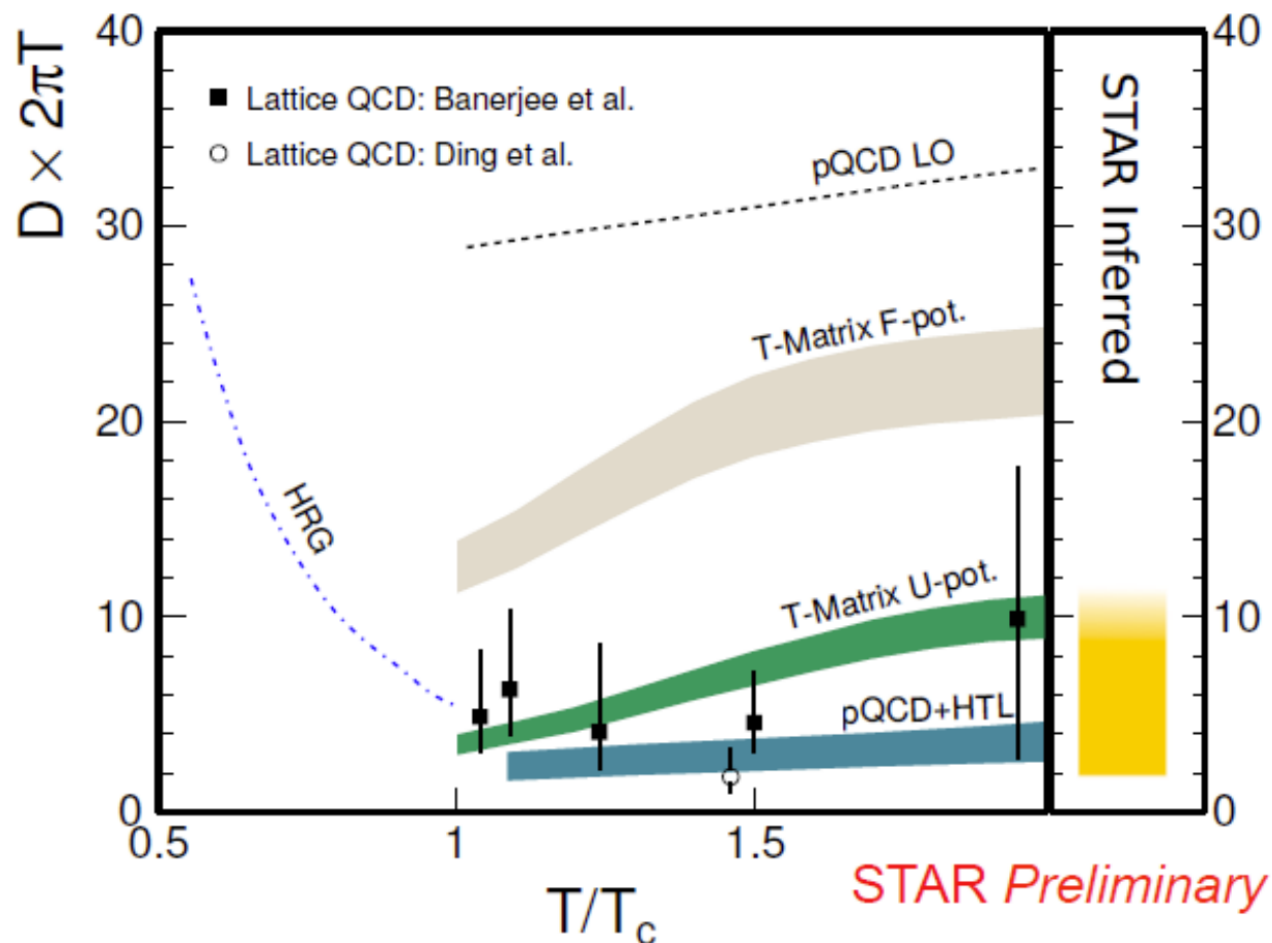 D × 2πT
40
30
20
10
0
Lattice QCD: Banerjee et al.
Lattice QCD: Ding et al.
pQCD LO
T-Matrix F-pot.
HRG
T-Matrix U-pot.
pQCD+HTL
0.5
1
1.5
T/Tc
STAR Inferred
40
30
20
10
0
STAR Preliminary